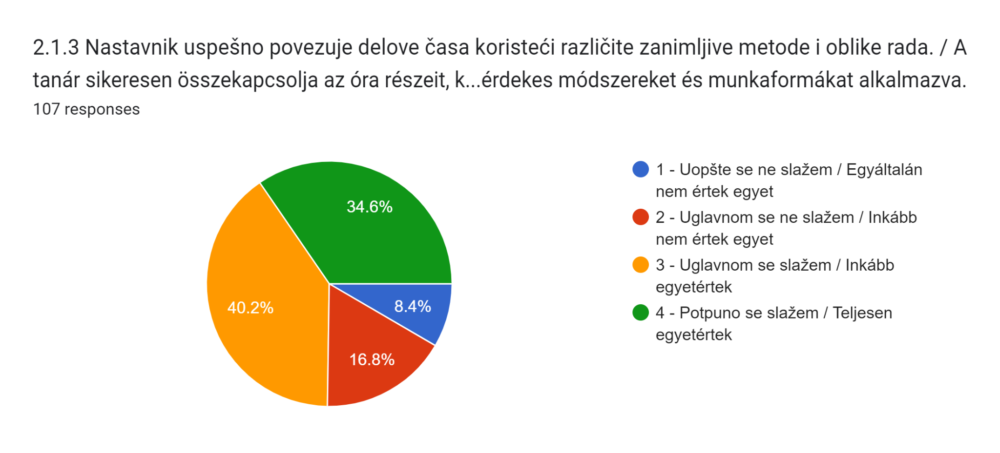 2.1.3 Nastavnik uspešno povezuje delove časa koristeći različite zanimljive metode i oblike rada. / A
tanár sikeresen összekapcsolja az óra részeit, k...érdekes módszereket és munkaformákat alkalmazva.
107 responses
34.6%
40.2%
8.4%
16.8%
1 - Uopšte se ne slažem / Egyáltalán
nem értek egyet
2 - Uglavnom se ne slažem / Inkább
nem értek egyet
3 - Uglavnom se slažem / Inkább
egyetértek
4 - Potpuno se slažem / Teljesen
egyetértek